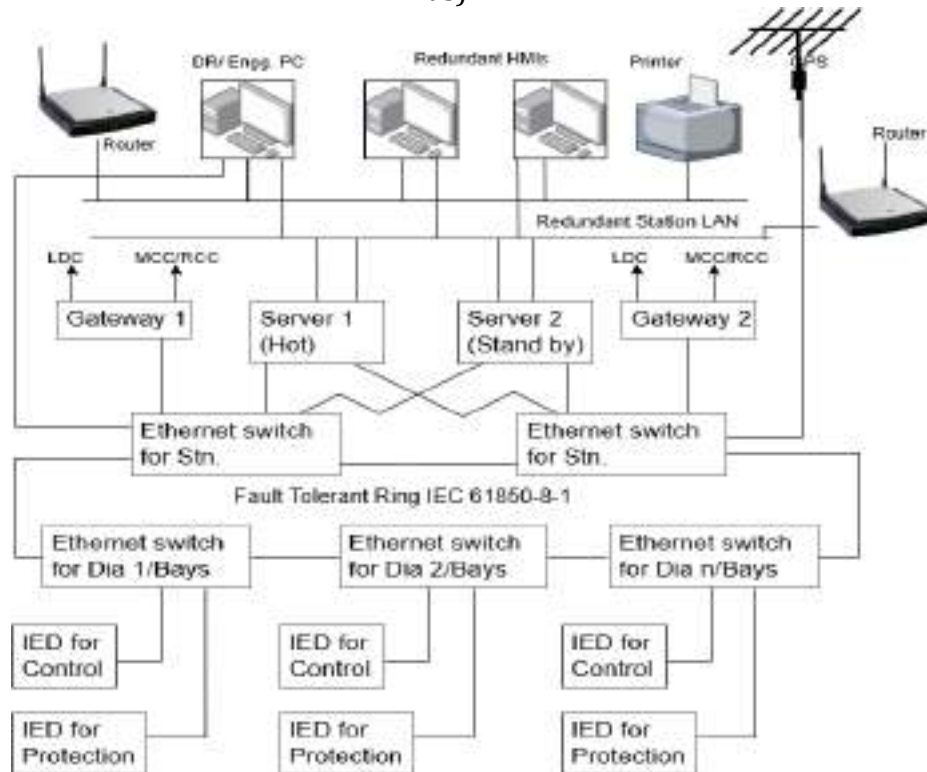 DR/ Engg. PC
Redundant HMIs
Printer
GPS
Router
Router
Redundant Station LAN
LDC
MCC/RCC
LDC
MCC/RCC
Gateway 1
Server 1
(Hot)
Server 2
(Stand by)
Gateway 2
Ethernet switch
for Stn.
Ethernet switch
for Stn.
Fault Tolerant Ring IEC 61850-8-1
Ethernet switch
for Dia 1/Bays
Ethernet switch
for Dia 2/Bays
Ethernet switch
for Dia n/Bays
IED for
Control
IED for
Control
IED for
Control
IED for
Protection
IED for
Protection
IED for
Protection